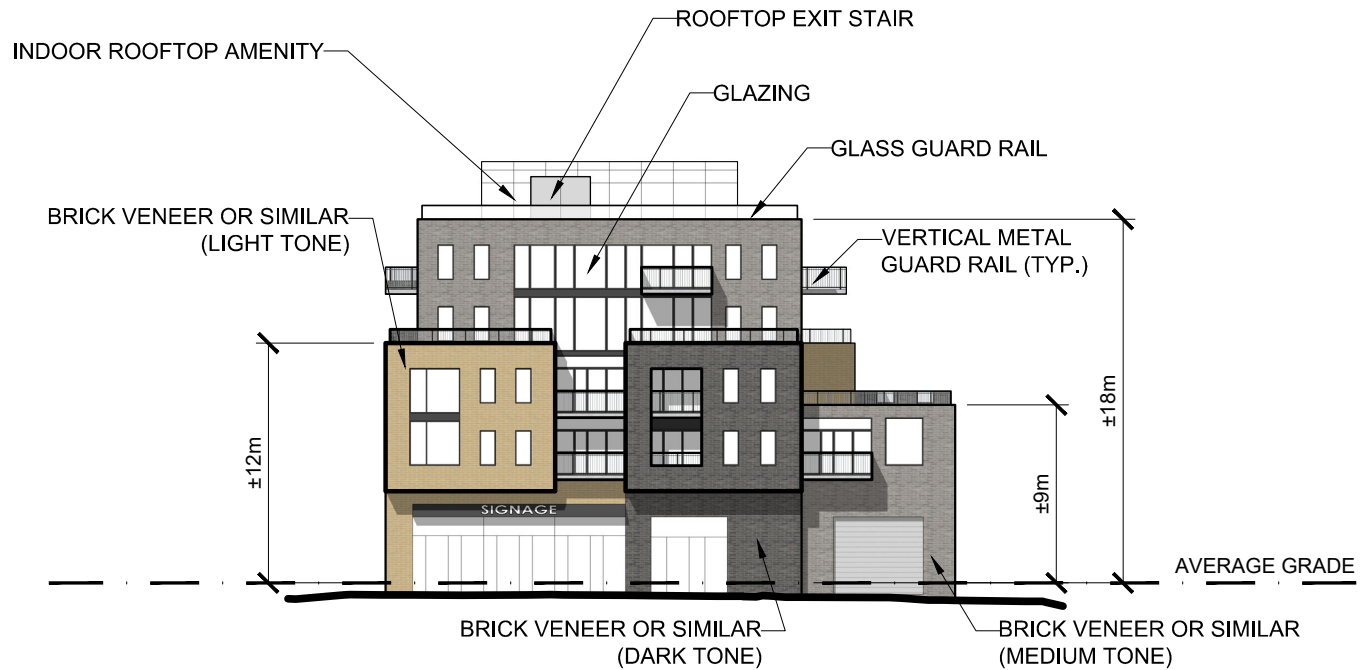 ROOFTOP EXIT STAIR
INDOOR ROOFTOP AMENITY
GLAZING
GLASS GUARD RAIL
BRICK VENEER OR SIMILAR
(LIGHT TONE)
VERTICAL METAL
GUARD RAIL (TYP.)
±18m
±12m
±9m
SIGNAGE
AVERAGE GRADE
BRICK VENEER OR SIMILAR
(DARK TONE)
BRICK VENEER OR SIMILAR
(MEDIUM TONE)